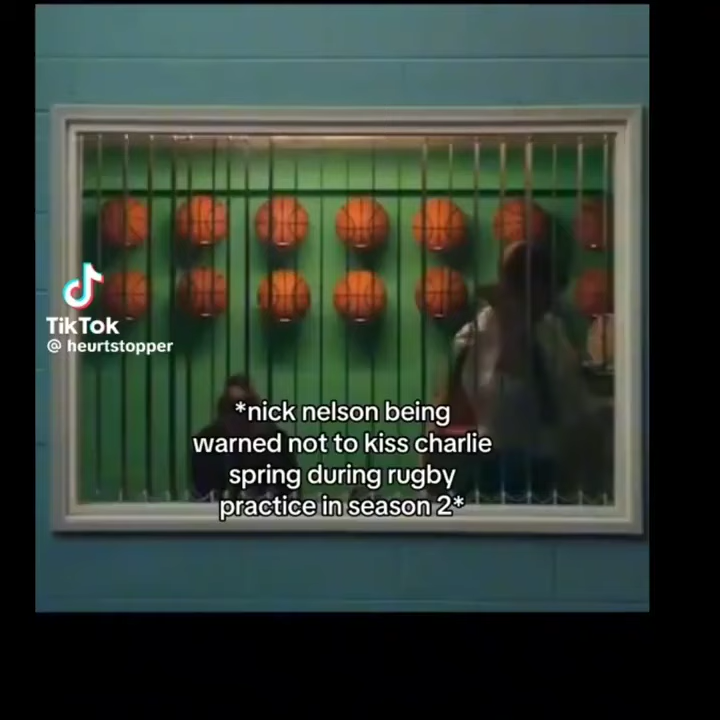 TikTok
@ heurtstopper
*nick nelson being
warned not to kiss charlie
spring during rugby
practice in season 2*